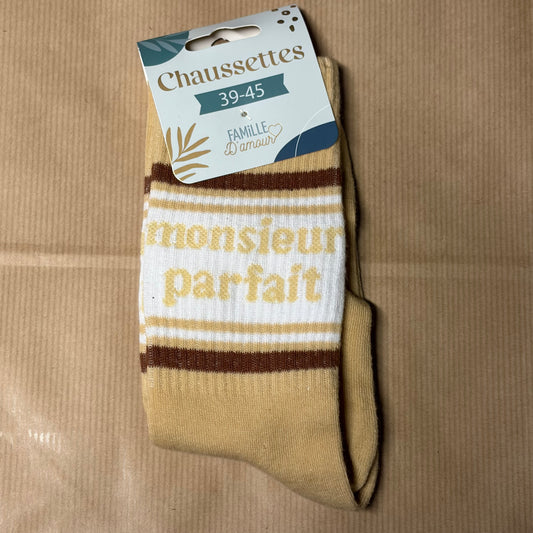 Chaussettes
39-45
FAMiLLE
D'amour
monsieur
parfait